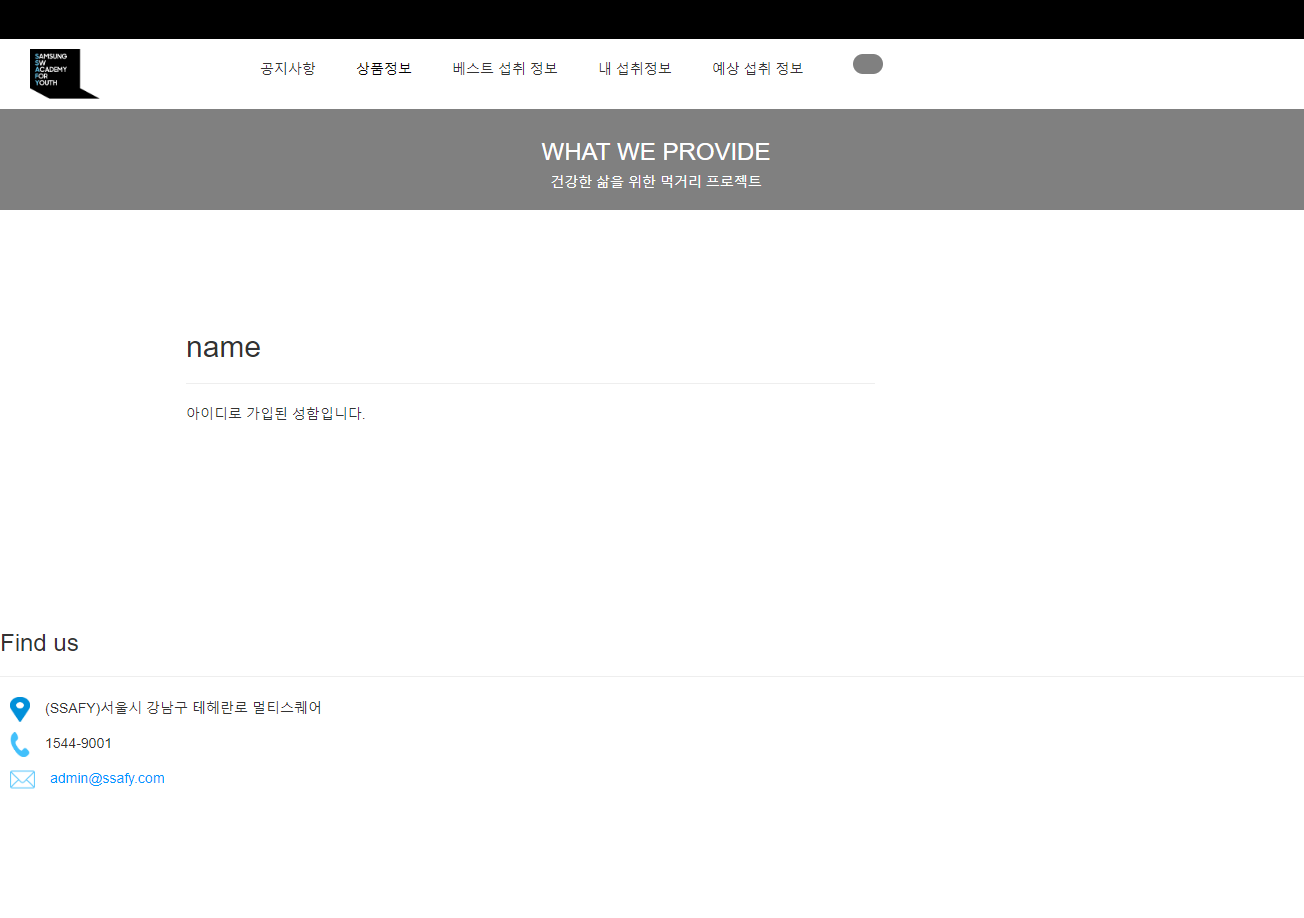 SAMSUNG
SW
ACADEMY
FOR
YOUTH
공지사항 상품정보 베스트 섭취 정보 내 섭취정보 예상 섭취 정보
WHAT WE PROVIDE
건강한 삶을 위한 먹거리 프로젝트
name
아이디로 가입된 성함입니다.
Find us
(SSAFY)서울시 강남구 테헤란로 멀티스퀘어
1544-9001
admin@ssafy.com